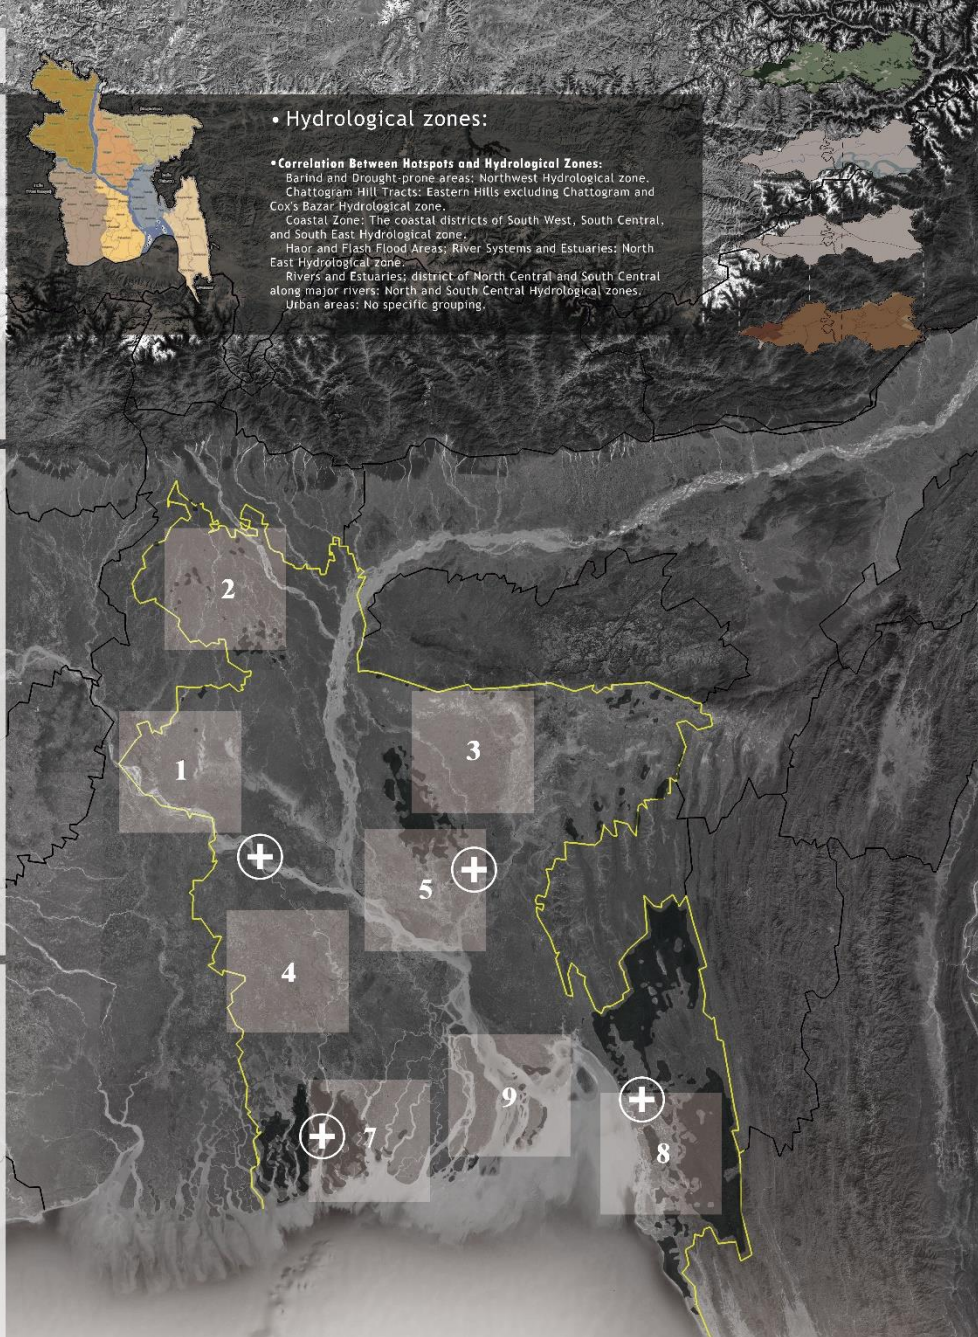 • Hydrological zones:
•Correlation Between Hotspots and Hydrological Zones:
Barind and Drought-prone areas: Northwest Hydrological zone.
Chattogram Hill Tracts: Eastern Hills excluding Chattogram and
Cox's Bazar Hydrological zone.
Coastal Zone: The coastal districts of South West, South Central,
and South East Hydrological zone.
Haor and Flash Flood Areas; River Systems and Estuaries: North
East Hydrological zone.
Rivers and Estuaries: district of North Central and South Central
along major rivers: North and South Central Hydrological zones.
Urban areas: No specific grouping.
2
3
1
5
4
9
7
8